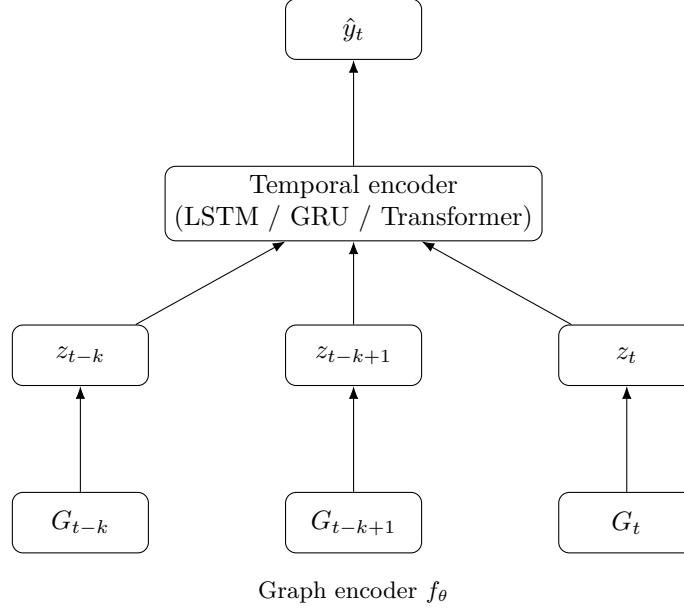 ŷ_t
Temporal encoder
(LSTM / GRU / Transformer)
z_{t−k} z_{t−k+1} z_t
G_{t−k} G_{t−k+1} G_t
Graph encoder f_θ